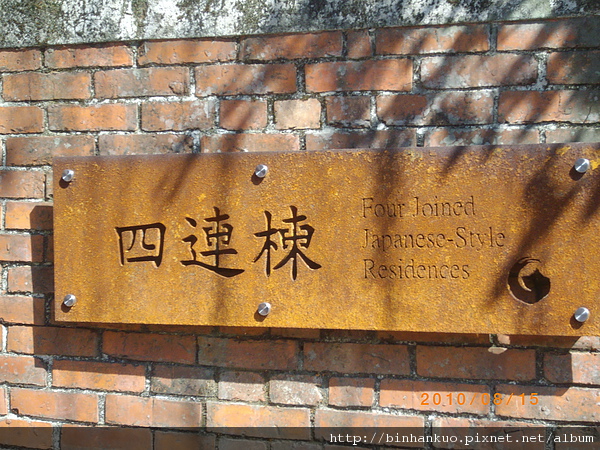 四連棟
Four Joined
Japanese-Style
Residences
2010/08/15
http://binhankuo.pixnet.net/album